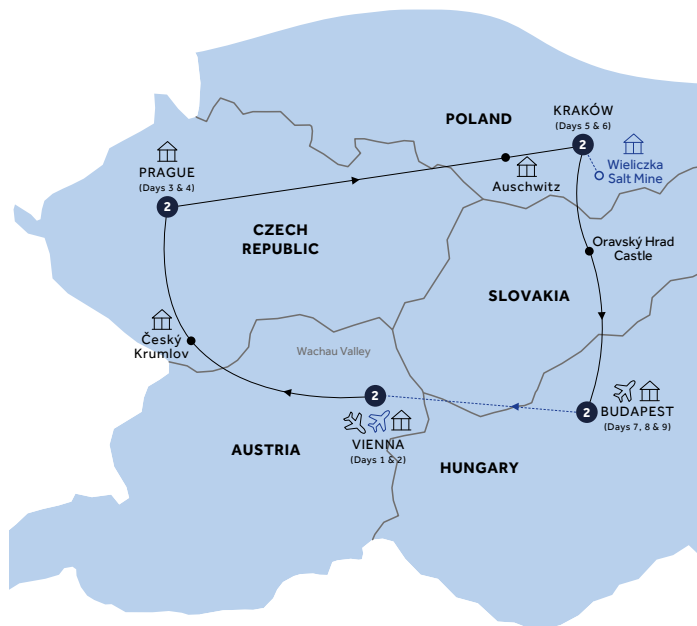 POLAND
KRAKÓW
(Days 5 & 6)
2
Wieliczka
Salt Mine
PRAGUE
(Days 3 & 4)
2
Auschwitz
CZECH
REPUBLIC
Oravský Hrad
Castle
SLOVAKIA
Český
Krumlov
Wachau Valley
2
VIENNA
(Days 1 & 2)
2
BUDAPEST
(Days 7, 8 & 9)
AUSTRIA
HUNGARY